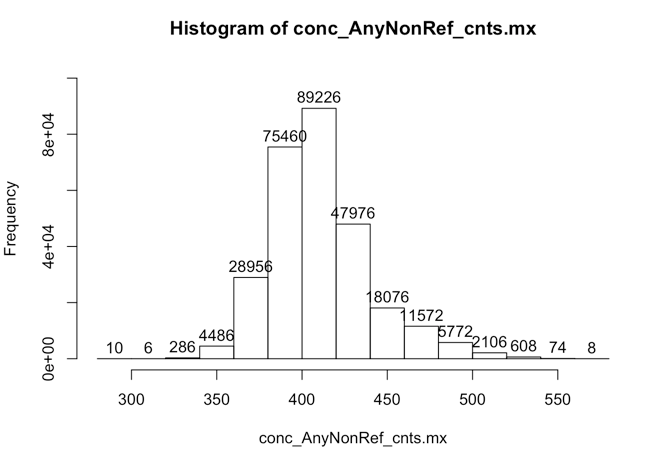 Histogram of conc_AnyNonRef_cnts.mx
89226
75460
47976
28956
18076
11572
5772
4486
2106
608
286
10
6
74
8
Frequency
8e+04
4e+04
0e+00
300 350 400 450 500 550
conc_AnyNonRef_cnts.mx